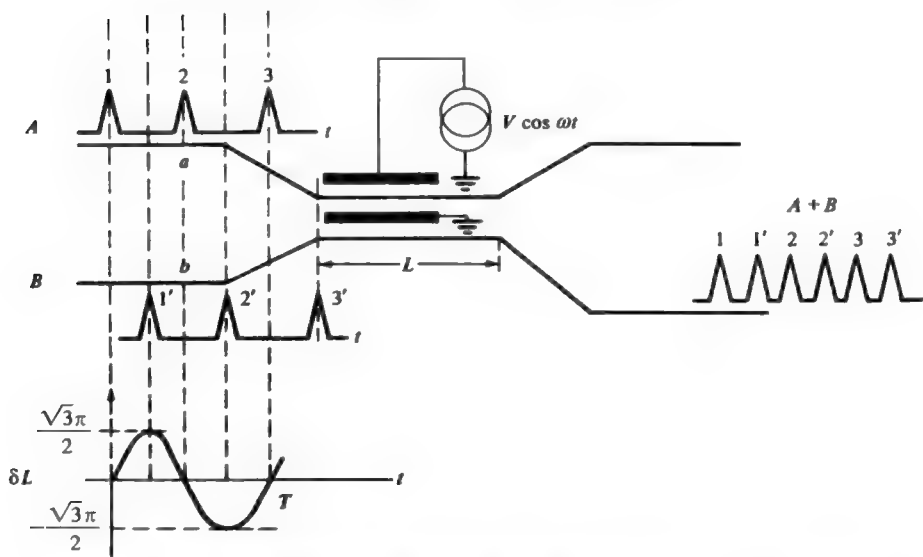 1 2 3
A t
a
V cos ωt
A + B
1 1′ 2 2′ 3 3′
b
L
B
1′ 2′ 3′
t
√3π/2
δL t
T
−√3π/2